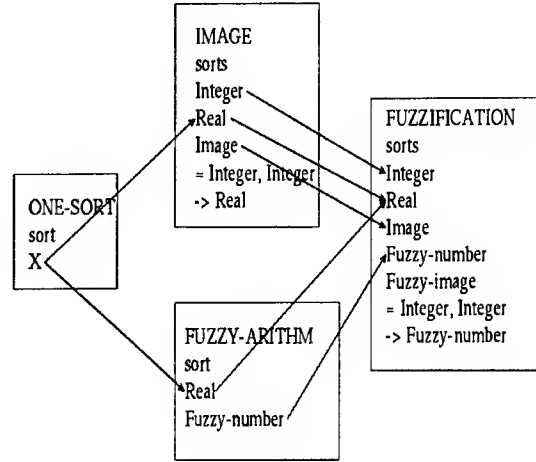 IMAGE
sorts
Integer
Real
Image
= Integer, Integer
-> Real
ONE-SORT
sort
X
FUZZY-ARITHM
sort
Real
Fuzzy-number
FUZZIFICATION
sorts
Integer
Real
Image
Fuzzy-number
Fuzzy-image
= Integer, Integer
-> Fuzzy-number